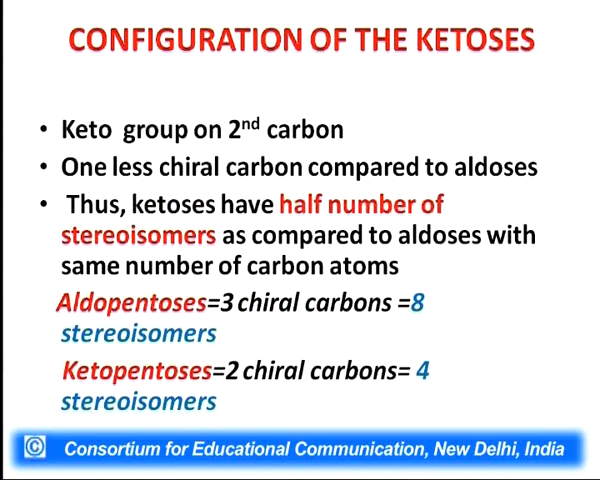 CONFIGURATION OF THE KETOSES
• Keto group on 2nd carbon
• One less chiral carbon compared to aldoses
• Thus, ketoses have half number of
stereoisomers as compared to aldoses with
same number of carbon atoms
Aldopentoses=3 chiral carbons =8
stereoisomers
Ketopentoses=2 chiral carbons= 4
stereoisomers
© Consortium for Educational Communication, New Delhi, India